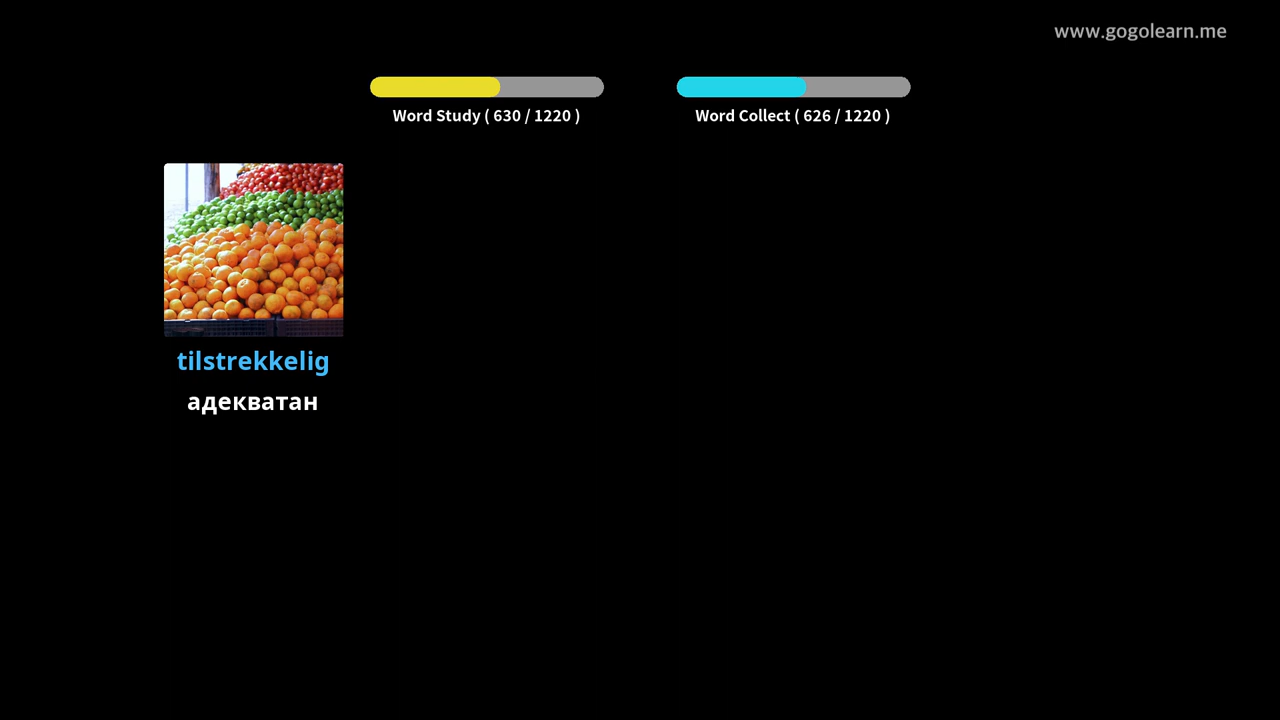 www.gogolearn.me
Word Study ( 630 / 1220 )
Word Collect ( 626 / 1220 )
tilstrekkelig
адекватан